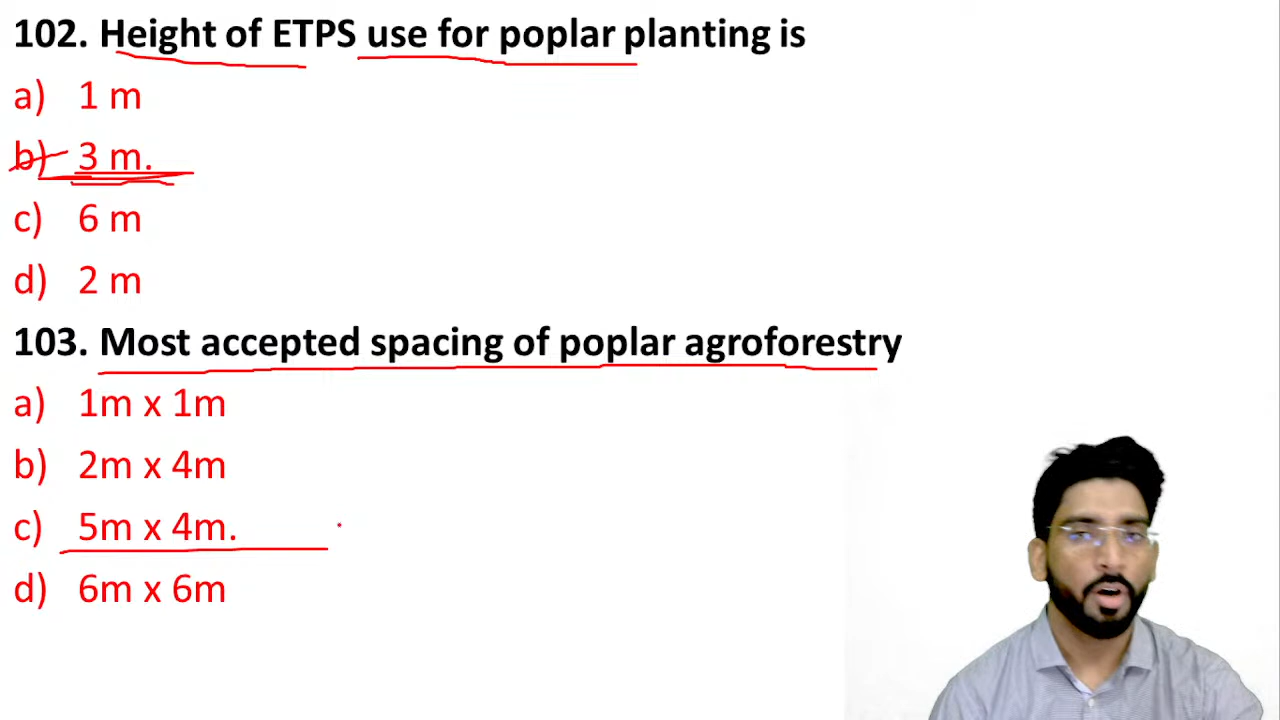 102. Height of ETPS use for poplar planting is
a) 1 m
b) 3 m.
c) 6 m
d) 2 m
103. Most accepted spacing of poplar agroforestry
a) 1m x 1m
b) 2m x 4m
c) 5m x 4m.
d) 6m x 6m